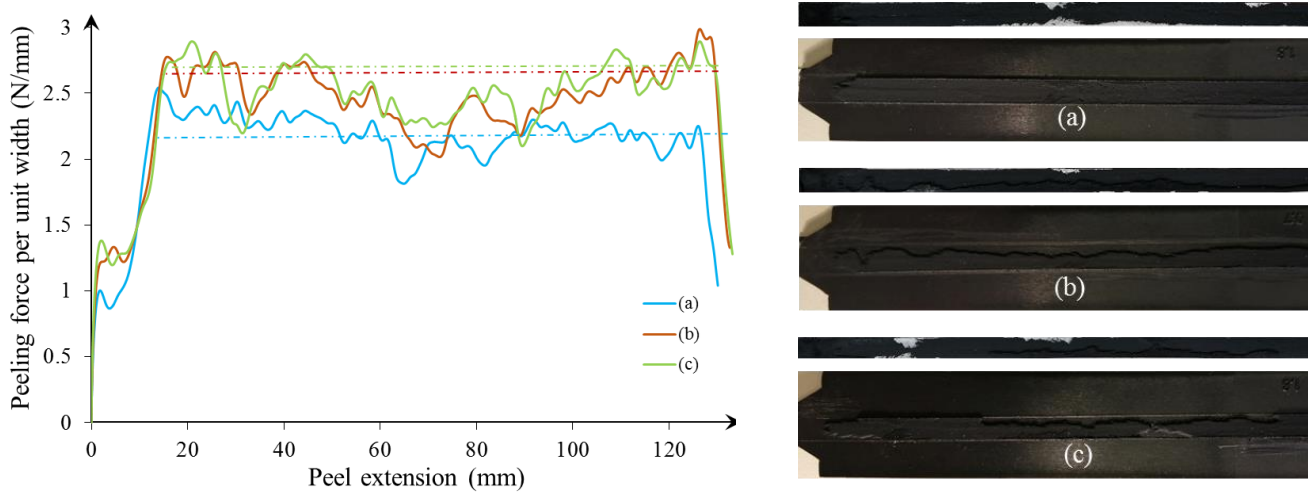 Peeling force per unit width (N/mm)
3
2.5
2
1.5
1
0.5
0
0
20
40
60
80
100
120
Peel extension (mm)
(a)
(b)
(c)
(a)
(b)
(c)